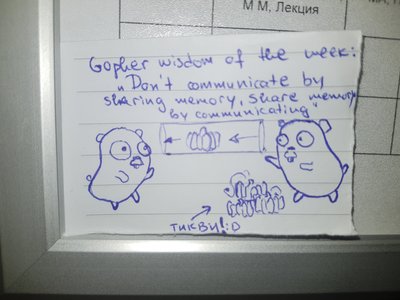 М М, Лекция
Gopher wisdom of the week:
„Don't communicate by
sharing memory, share memory
by communicating"
тикви!:D